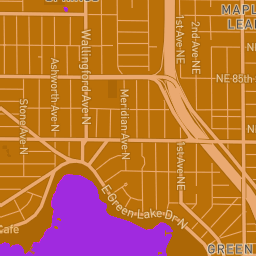 MAPL
LEA
1st Ave NE
2nd Ave NE
Wallingford Ave N
Ashworth Ave N
NE 85th
Stone Ave N
Meridian Ave N
N
1st Ave NE
E Green Lake Dr N
Cafe
GREEN